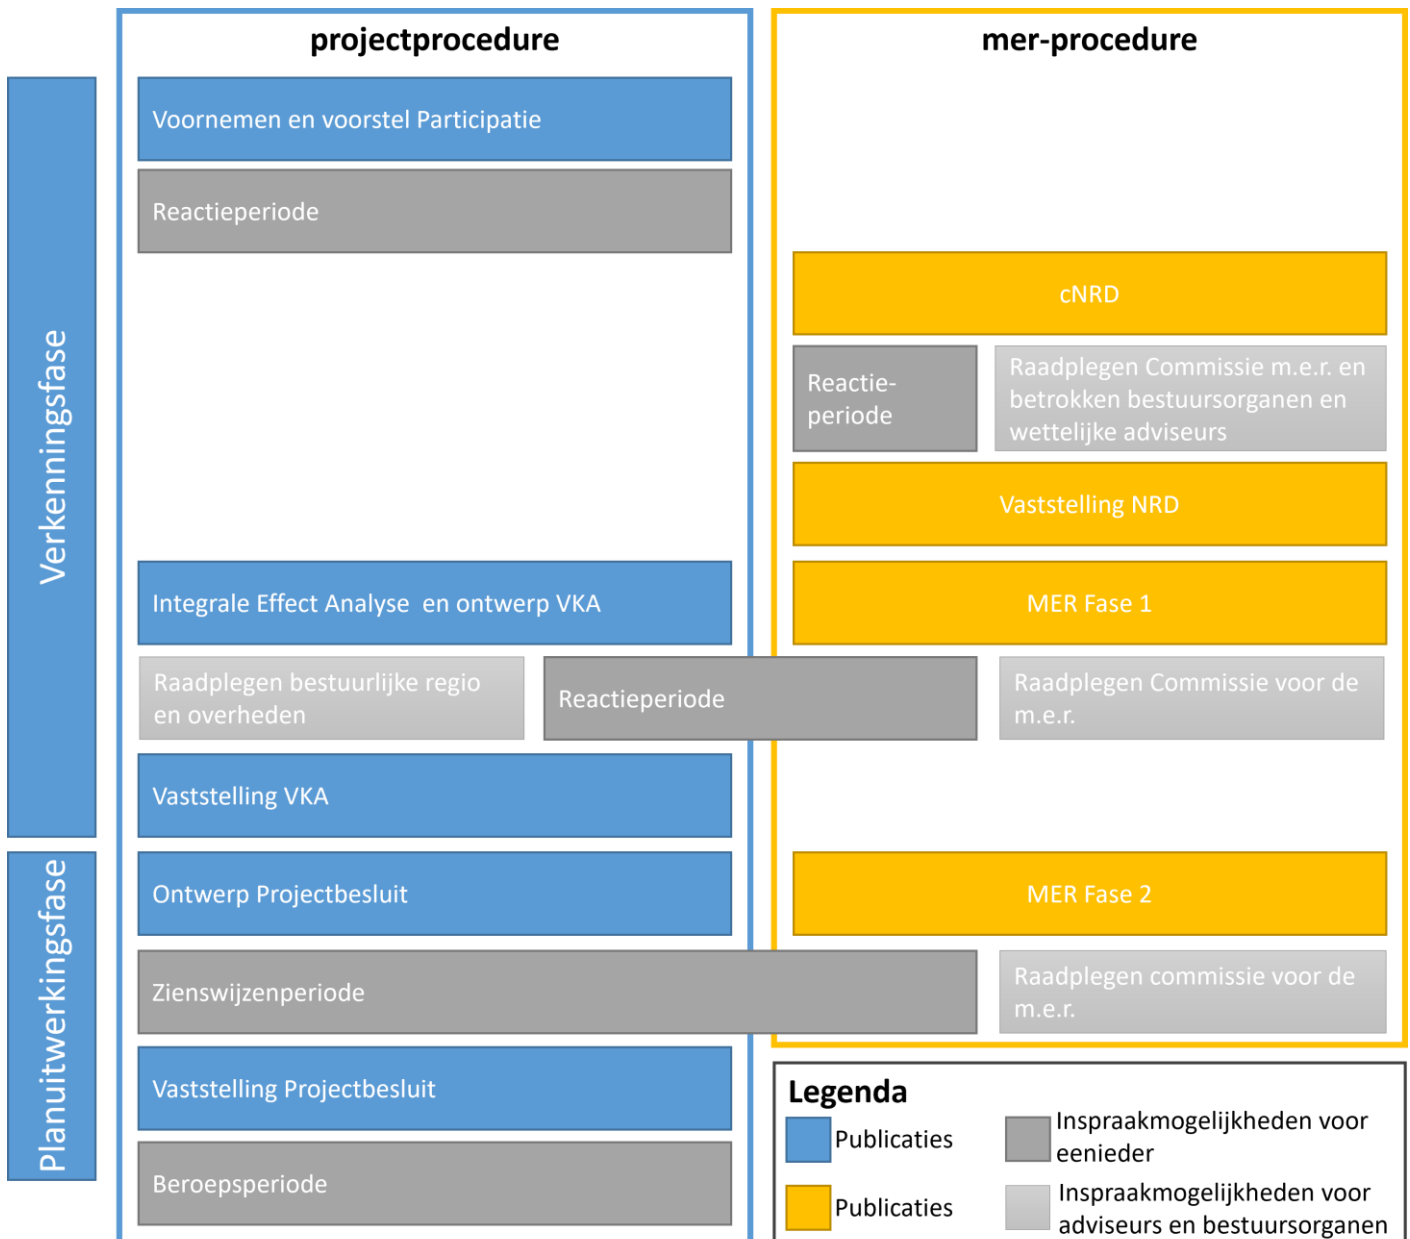 projectprocedure
mer-procedure
Verkenningsfase
Voornemen en voorstel Participatie
Reactieperiode
cNRD
Reactie-
periode
Raadplegen Commissie m.e.r. en
betrokken bestuursorganen en
wettelijke adviseurs
Vaststelling NRD
Integrale Effect Analyse en ontwerp VKA
MER Fase 1
Raadplegen bestuurlijke regio
en overheden
Reactieperiode
Raadplegen Commissie voor de
m.e.r.
Vaststelling VKA
Planuitwerkingsfase
Ontwerp Projectbesluit
MER Fase 2
Zienswijzenperiode
Raadplegen commissie voor de
m.e.r.
Vaststelling Projectbesluit
Beroepsperiode
Legenda
Publicaties
Inspraakmogelijkheden voor
eenieder
Publicaties
Inspraakmogelijkheden voor
adviseurs en bestuursorganen